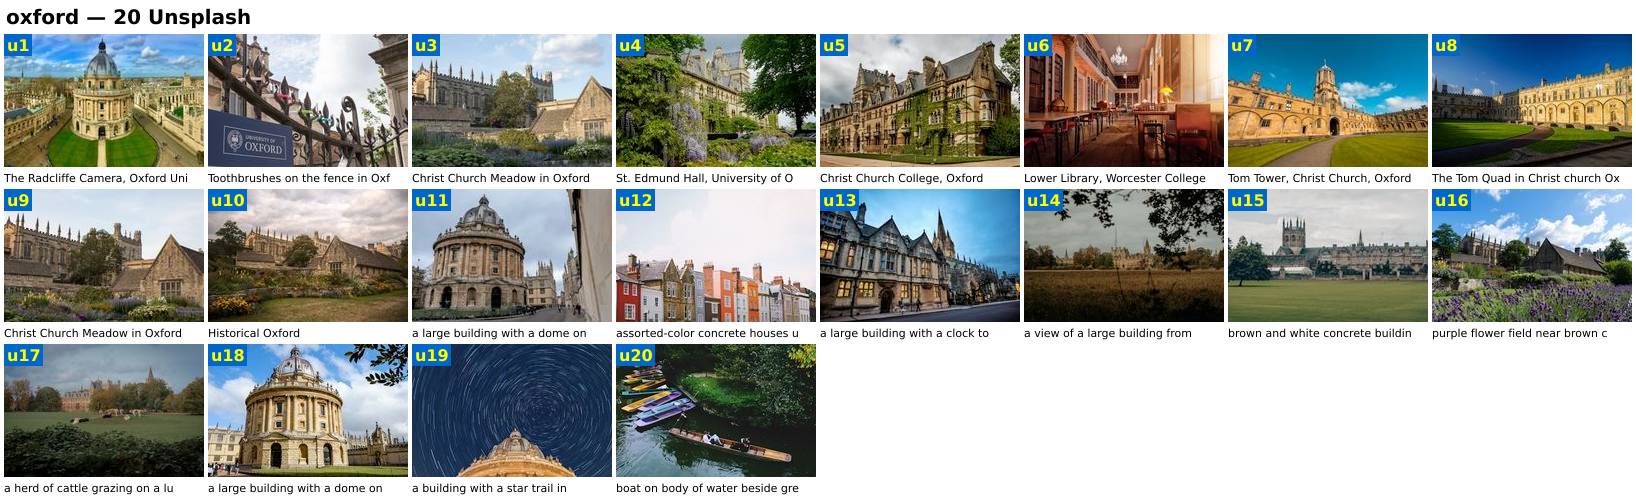 oxford — 20 Unsplash
u1
u2
u3
u4
u5
u6
u7
u8
UNIVERSITY OF
OXFORD
The Radcliffe Camera, Oxford Uni
Toothbrushes on the fence in Oxf
Christ Church Meadow in Oxford
St. Edmund Hall, University of O
Christ Church College, Oxford
Lower Library, Worcester College
Tom Tower, Christ Church, Oxford
The Tom Quad in Christ church Ox
u9
u10
u11
u12
u13
u14
u15
u16
Christ Church Meadow in Oxford
Historical Oxford
a large building with a dome on
assorted-color concrete houses u
a large building with a clock to
a view of a large building from
brown and white concrete buildin
purple flower field near brown c
u17
u18
u19
u20
a herd of cattle grazing on a lu
a large building with a dome on
a building with a star trail in
boat on body of water beside gre